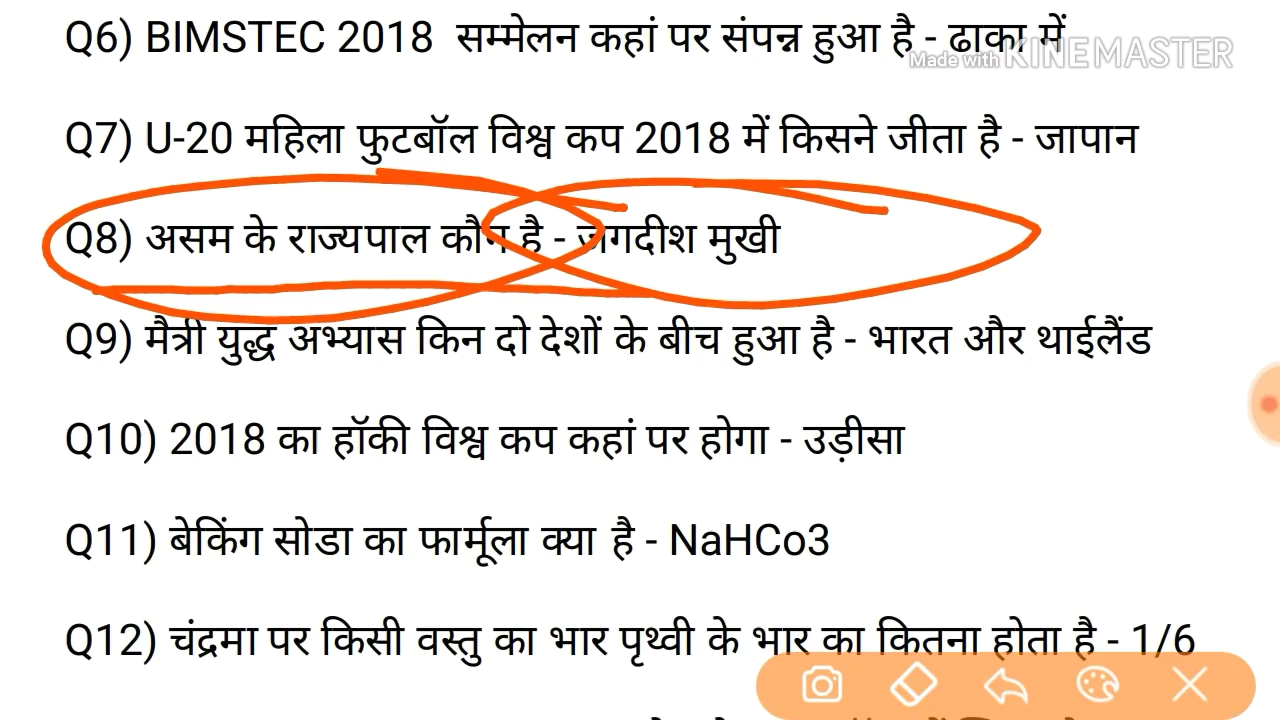 Q6) BIMSTEC 2018 सम्मेलन कहां पर संपन्न हुआ है - ढाका में
Made with KINEMASTER
Q7) U-20 महिला फुटबॉल विश्व कप 2018 में किसने जीता है - जापान
Q8) असम के राज्यपाल कौन है - जगदीश मुखी
Q9) मैत्री युद्ध अभ्यास किन दो देशों के बीच हुआ है - भारत और थाईलैंड
Q10) 2018 का हॉकी विश्व कप कहां पर होगा - उड़ीसा
Q11) बेकिंग सोडा का फार्मूला क्या है - NaHCo3
Q12) चंद्रमा पर किसी वस्तु का भार पृथ्वी के भार का कितना होता है - 1/6